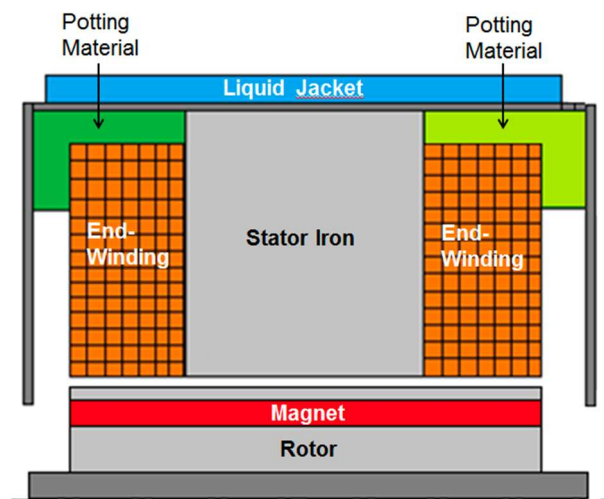 Potting
Material
Potting
Material
Liquid Jacket
End-
Winding
Stator Iron
End-
Winding
Magnet
Rotor